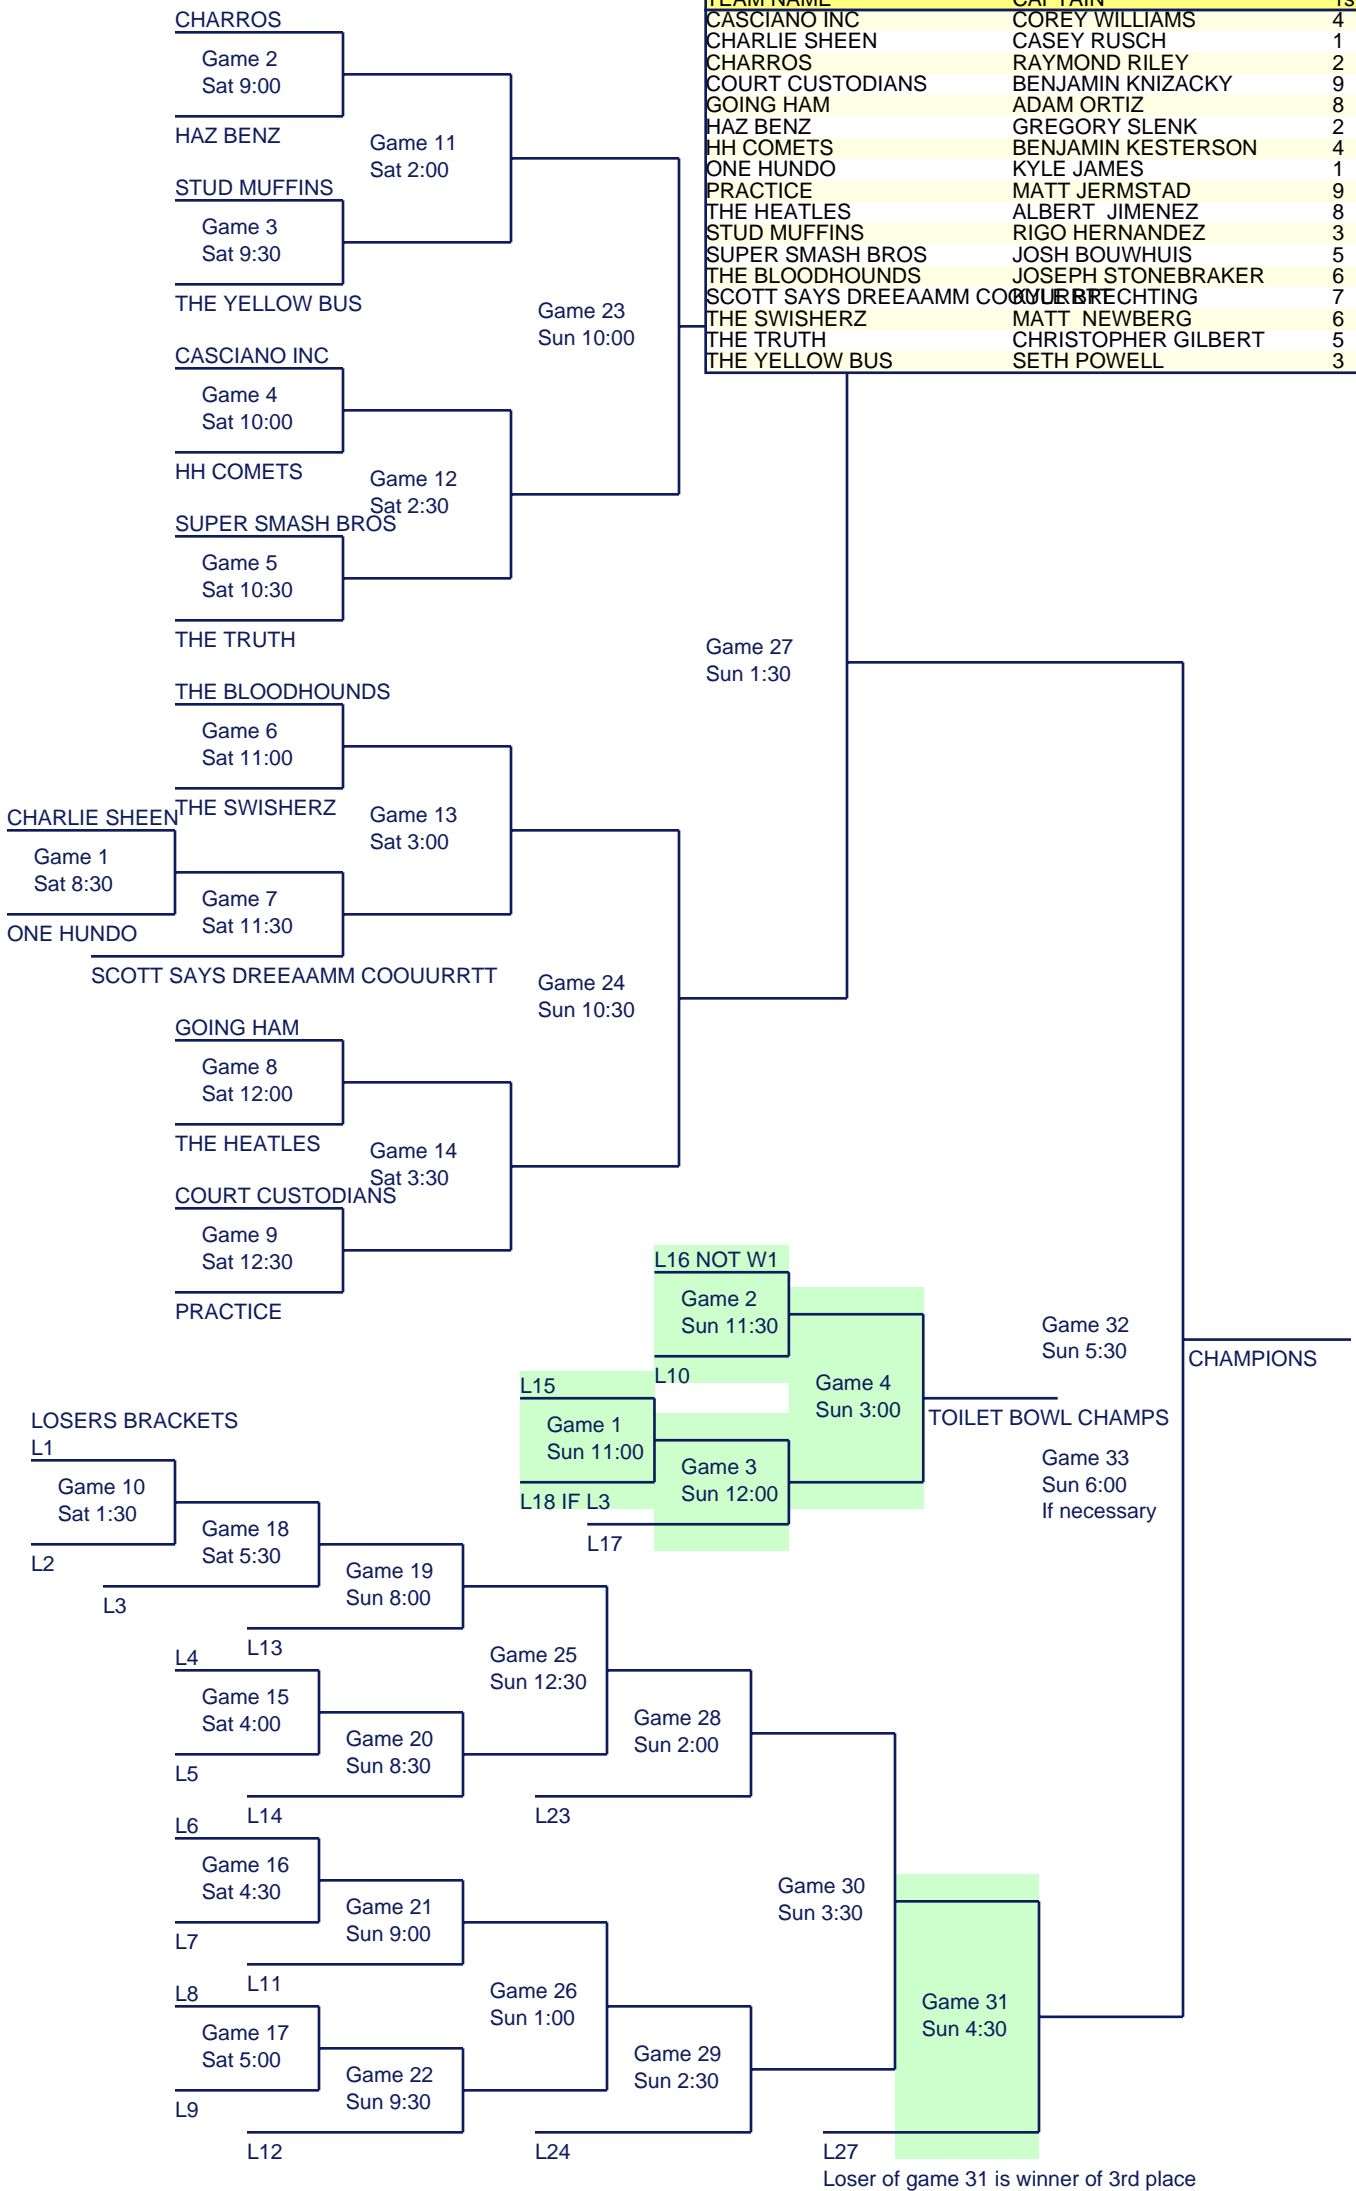 TEAM NAME CAPTAIN
CASCIANO INC COREY WILLIAMS 4
CHARLIE SHEEN CASEY RUSCH 1
CHARROS RAYMOND RILEY 2
COURT CUSTODIANS BENJAMIN KNIZACKY 9
GOING HAM ADAM ORTIZ 8
HAZ BENZ GREGORY SLENK 2
HH COMETS BENJAMIN KESTERSON 4
ONE HUNDO KYLE JAMES 1
PRACTICE MATT JERMSTAD 9
THE HEATLES ALBERT JIMENEZ 8
STUD MUFFINS RIGO HERNANDEZ 3
SUPER SMASH BROS JOSH BOUWHUIS 5
THE BLOODHOUNDS JOSEPH STONEBRAKER 6
SCOTT SAYS DREEAAMM COOUURRTT KYLE BRECHTING 7
THE SWISHERZ MATT NEWBERG 6
THE TRUTH CHRISTOPHER GILBERT 5
THE YELLOW BUS SETH POWELL 3
CHARROS
Game 2
Sat 9:00
HAZ BENZ
Game 11
Sat 2:00
STUD MUFFINS
Game 3
Sat 9:30
THE YELLOW BUS
Game 23
Sun 10:00
CASCIANO INC
Game 4
Sat 10:00
HH COMETS
Game 12
Sat 2:30
SUPER SMASH BROS
Game 5
Sat 10:30
THE TRUTH
Game 27
Sun 1:30
THE BLOODHOUNDS
Game 6
Sat 11:00
THE SWISHERZ
CHARLIE SHEEN
Game 13
Sat 3:00
Game 1
Sat 8:30
Game 7
Sat 11:30
ONE HUNDO
SCOTT SAYS DREEAAMM COOUURRTT
Game 24
Sun 10:30
GOING HAM
Game 8
Sat 12:00
THE HEATLES
Game 14
Sat 3:30
COURT CUSTODIANS
Game 9
Sat 12:30
PRACTICE
L16 NOT W1
Game 2
Sun 11:30
L10
Game 32
Sun 5:30
CHAMPIONS
L15
Game 4
Sun 3:00
TOILET BOWL CHAMPS
Game 1
Sun 11:00
Game 3
Sun 12:00
L18 IF L3
L17
Game 33
Sun 6:00
If necessary
LOSERS BRACKETS
L1
Game 10
Sat 1:30
L2
Game 18
Sat 5:30
L3
Game 19
Sun 8:00
L13
L4
Game 25
Sun 12:30
Game 15
Sat 4:00
L5
Game 20
Sun 8:30
L14
Game 28
Sun 2:00
L23
L6
Game 16
Sat 4:30
L7
Game 21
Sun 9:00
L11
Game 30
Sun 3:30
L8
Game 26
Sun 1:00
Game 31
Sun 4:30
Game 17
Sat 5:00
L9
Game 22
Sun 9:30
L12
Game 29
Sun 2:30
L24
L27
Loser of game 31 is winner of 3rd place